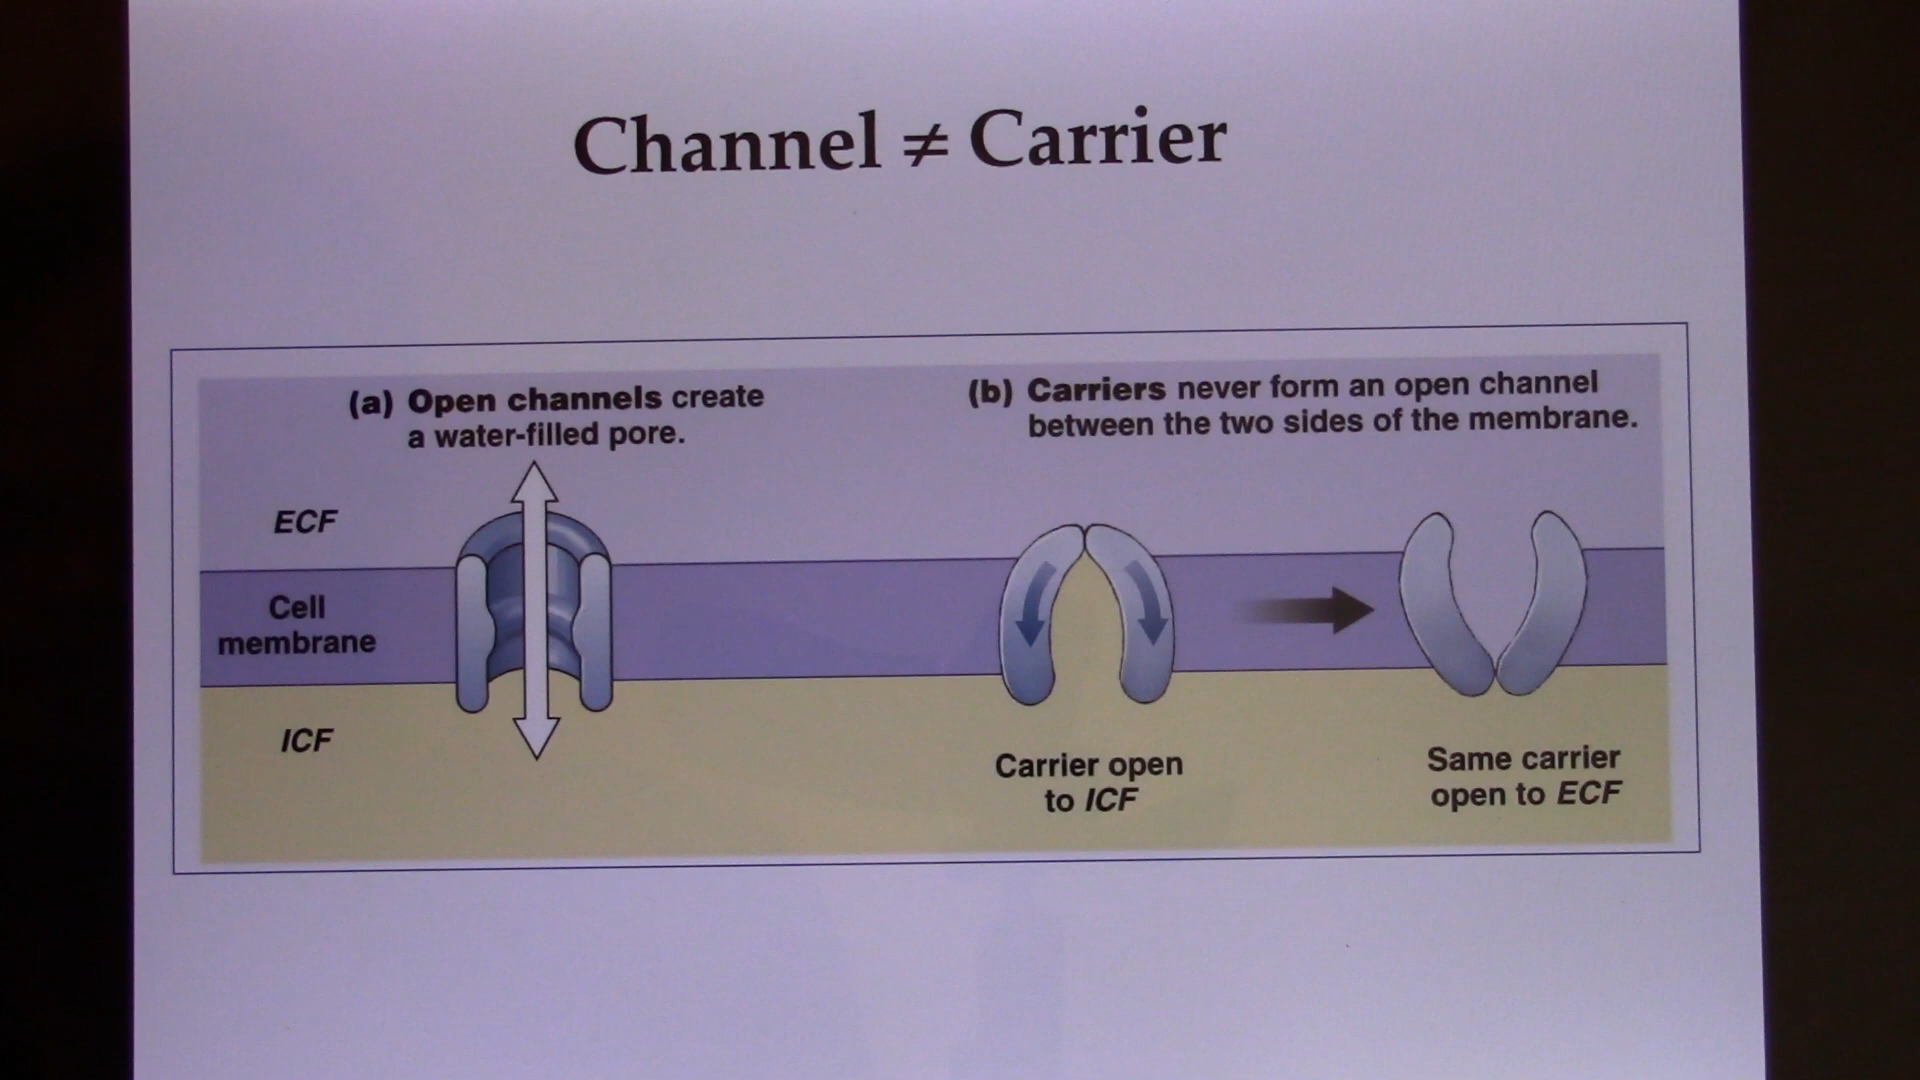 Channel ≠ Carrier
(a) Open channels create
a water-filled pore.
(b) Carriers never form an open channel
between the two sides of the membrane.
ECF
Cell
membrane
ICF
Carrier open
to ICF
Same carrier
open to ECF